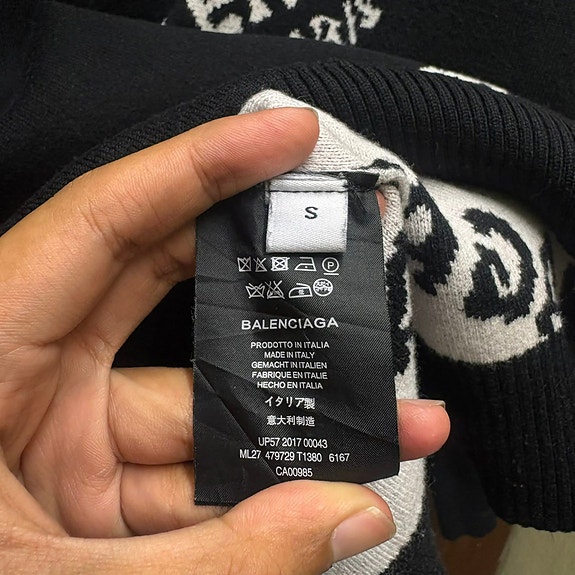 S
P
BALENCIAGA
PRODOTTO IN ITALIA
MADE IN ITALY
GEMACHT IN ITALIEN
FABRIQUE EN ITALIE
HECHO EN ITALIA
イタリア製
意大利制造
UP57 2017 00043
ML27 479729 T1380 6167
CA00985